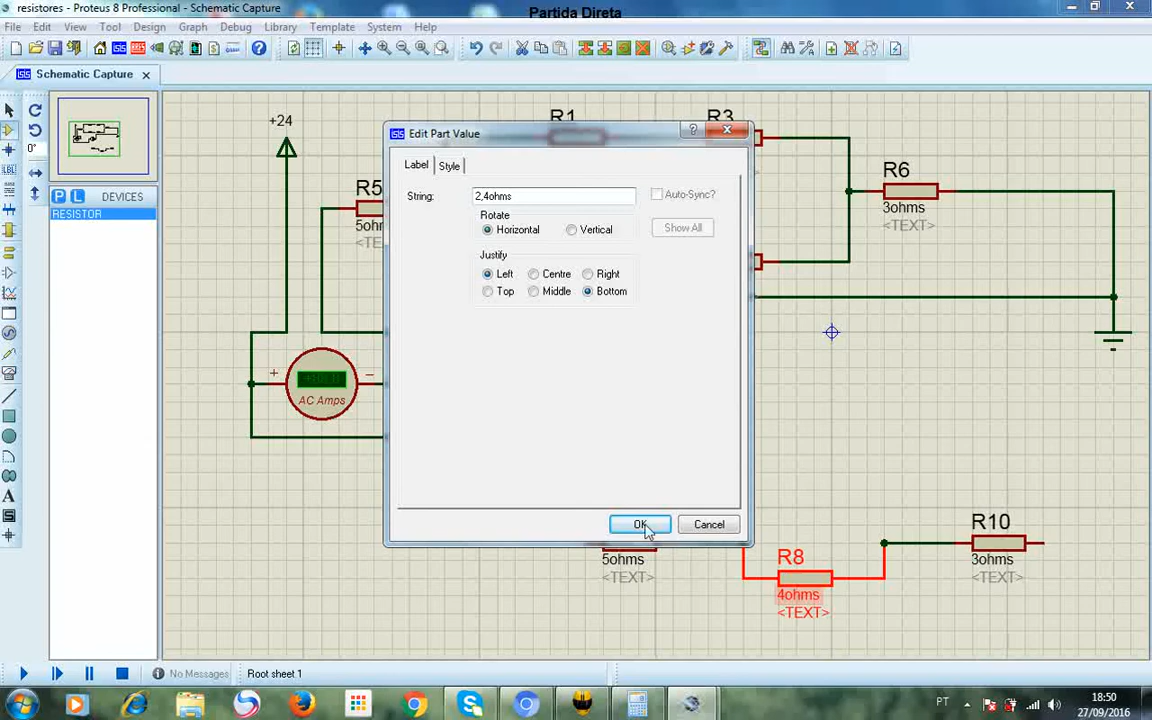 resistores - Proteus 8 Professional - Schematic Capture
Partida Direta
File Edit View Tool Design Graph Debug Library Template System Help
Schematic Capture
0°
P L DEVICES
RESISTOR
+24
R1
R3
R5
R6
3ohms
<TEXT>
Edit Part Value
Label Style
String: 2,4ohms
Auto-Sync?
Rotate
Horizontal Vertical
Show All
Justify
Left Centre Right
Top Middle Bottom
OK Cancel
+ −
AC Amps
5ohms
<TEXT>
R8
4ohms
<TEXT>
R10
3ohms
<TEXT>
No Messages
Root sheet 1
PT
18:50
27/09/2016